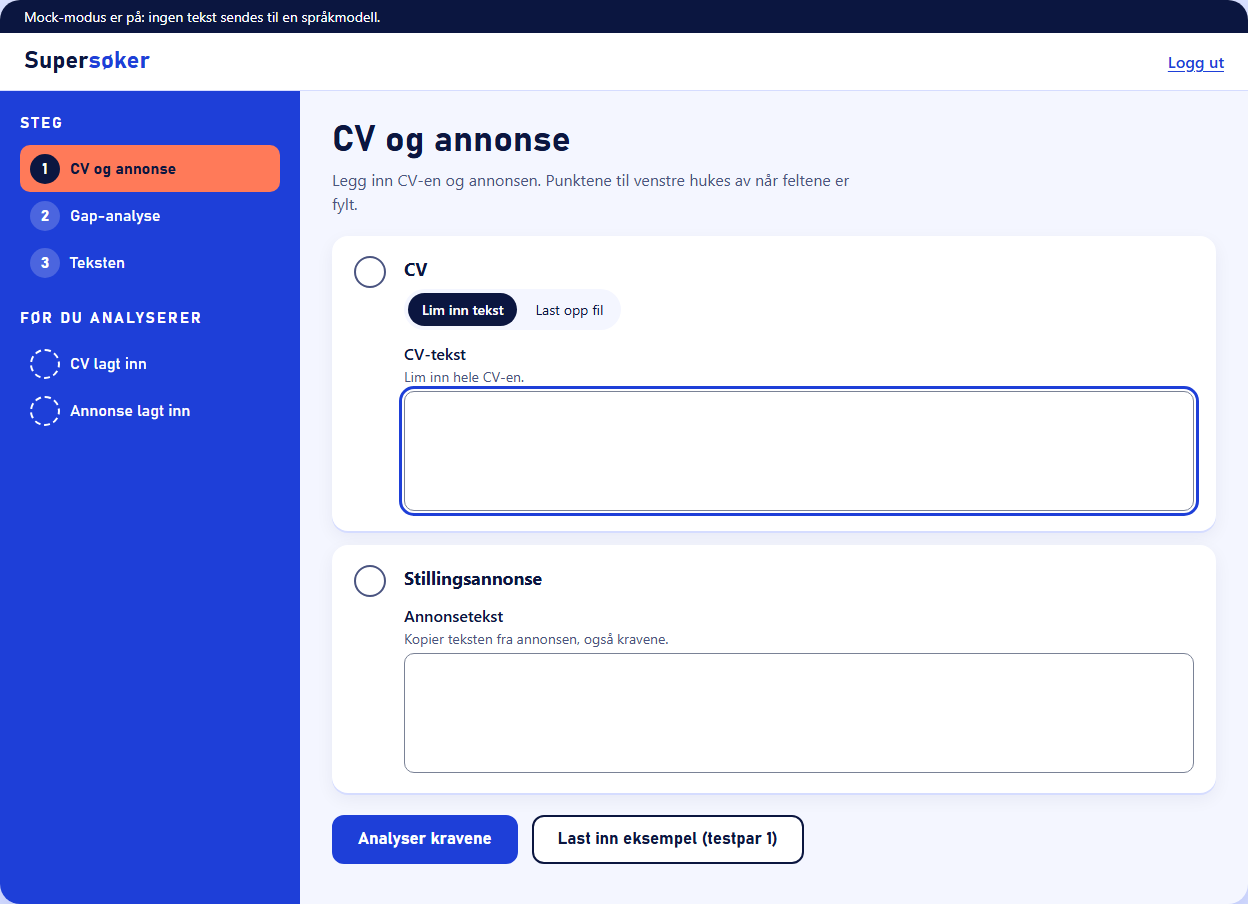 Mock-modus er på: ingen tekst sendes til en språkmodell.
Supersøker
Logg ut
STEG
1 CV og annonse
2 Gap-analyse
3 Teksten
FØR DU ANALYSERER
CV lagt inn
Annonse lagt inn
CV og annonse
Legg inn CV-en og annonsen. Punktene til venstre hukes av når feltene er
fylt.
CV
Lim inn tekst Last opp fil
CV-tekst
Lim inn hele CV-en.
Stillingsannonse
Annonsetekst
Kopier teksten fra annonsen, også kravene.
Analyser kravene Last inn eksempel (testpar 1)